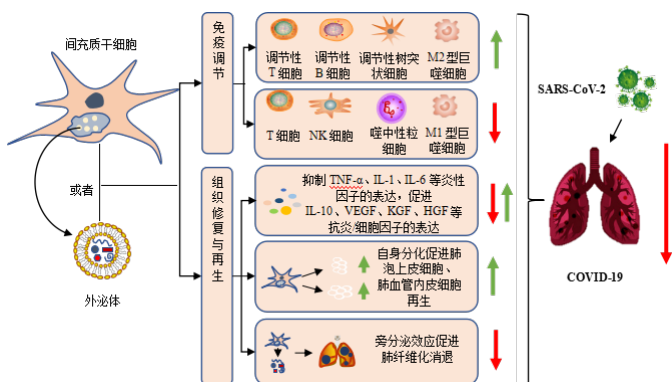 间充质干细胞
或者
外泌体
免疫调节
调节性
T细胞
调节性
B细胞
调节性树突
状细胞
M2型巨
噬细胞
T细胞
NK细胞
噬中性粒
细胞
M1型巨
噬细胞
组织修复与再生
抑制TNF-α、IL-1、IL-6等炎性
因子的表达，促进
IL-10、VEGF、KGF、HGF等
抗炎/细胞因子的表达
自身分化促进肺
泡上皮细胞、
肺血管内皮细胞
再生
旁分泌效应促进
肺纤维化消退
SARS-CoV-2
COVID-19